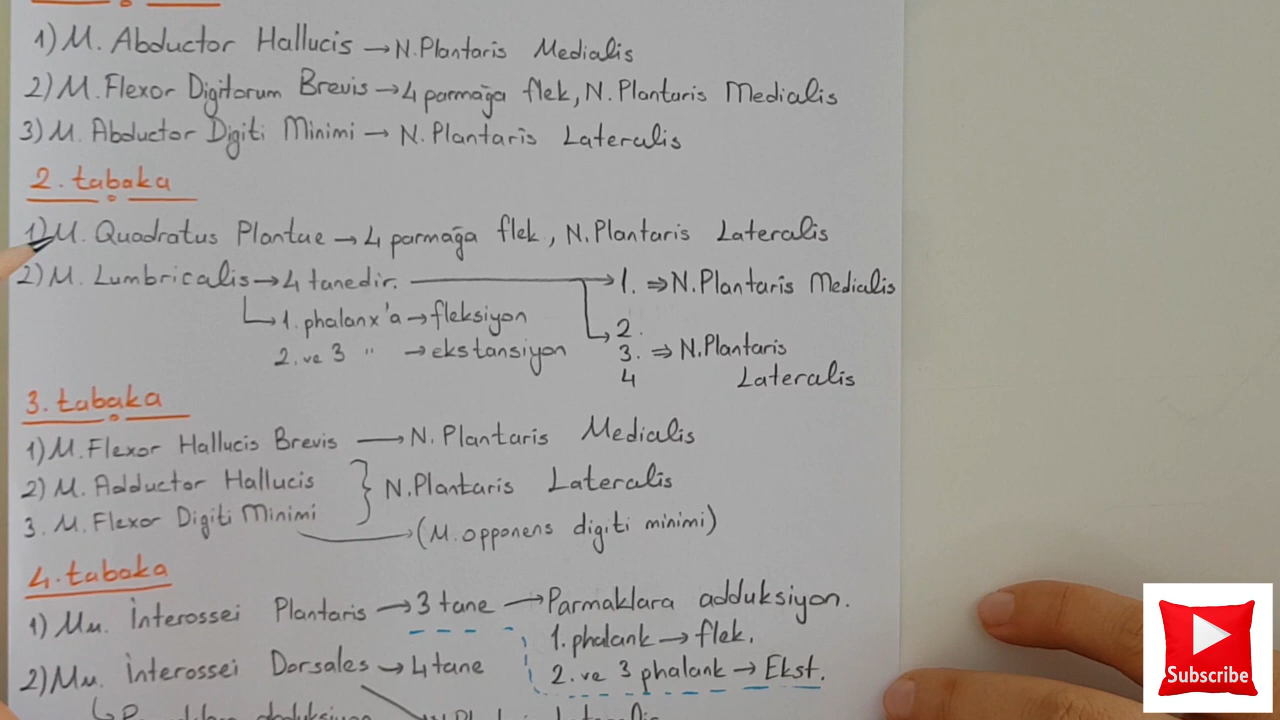 1) M. Abductor Hallucis → N.Plantaris Medialis
2) M.Flexor Digitorum Brevis → 4 parmağa flek, N. Plantaris Medialis
3) M. Abductor Digiti Minimi → N.Plantaris Lateralis
2. tabaka
1) M. Quadratus Plantae → 4 parmağa flek, N.Plantaris Lateralis
2) M. Lumbricalis → 4 tanedir. → 1. ⇒ N.Plantaris Medialis
1. phalanx'a → fleksiyon
2.
2. ve 3 " → ekstansiyon
3. ⇒ N.Plantaris
4 Lateralis
3. tabaka
1) M.Flexor Hallucis Brevis → N. Plantaris Medialis
2) M. Adductor Hallucis } N.Plantaris Lateralis
3. M. Flexor Digiti Minimi → (M. opponens digiti minimi)
4. tabaka
1) Mm. İnterossei Plantaris → 3 tane → Parmaklara adduksiyon.
1. phalank → flek.
2) Mm. İnterossei Dorsales → 4 tane
2. ve 3 phalank → Ekst.
Subscribe